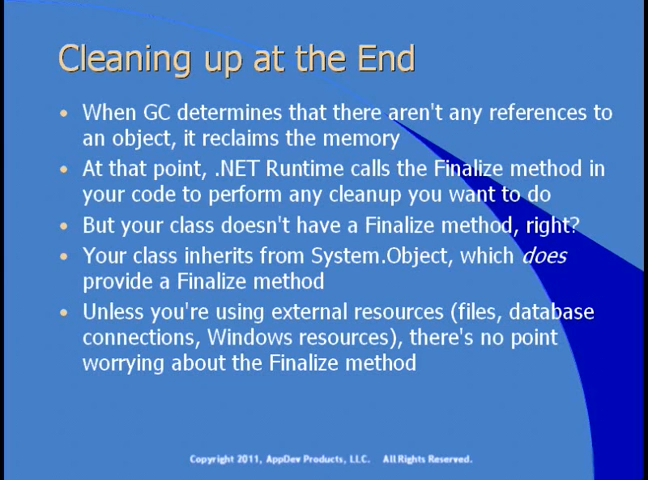 Cleaning up at the End
• When GC determines that there aren't any references to
an object, it reclaims the memory
• At that point, .NET Runtime calls the Finalize method in
your code to perform any cleanup you want to do
• But your class doesn't have a Finalize method, right?
• Your class inherits from System.Object, which does
provide a Finalize method
• Unless you're using external resources (files, database
connections, Windows resources), there's no point
worrying about the Finalize method
Copyright 2011, AppDev Products, LLC. All Rights Reserved.